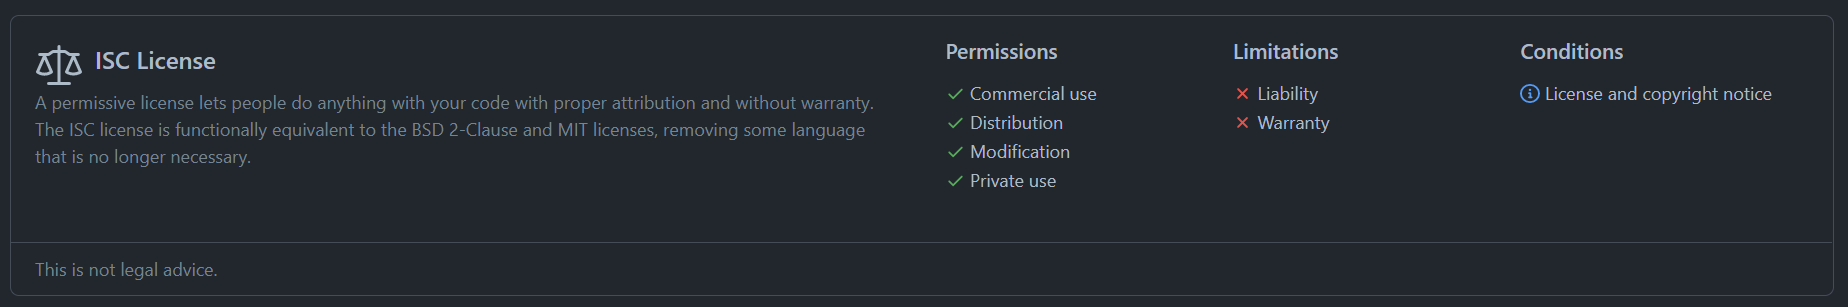 ISC License
A permissive license lets people do anything with your code with proper attribution and without warranty.
The ISC license is functionally equivalent to the BSD 2-Clause and MIT licenses, removing some language
that is no longer necessary.
Permissions
Commercial use
Distribution
Modification
Private use
Limitations
Liability
Warranty
Conditions
License and copyright notice
This is not legal advice.